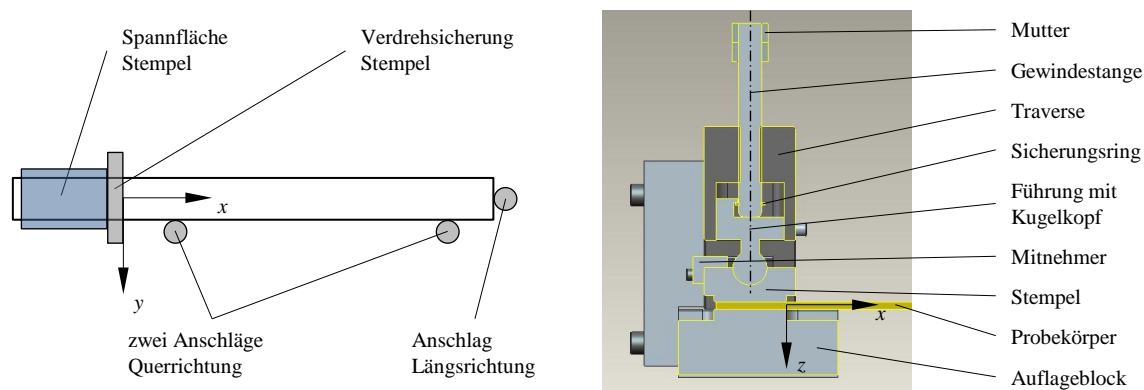 Spannfläche
Stempel
Verdrehsicherung
Stempel
x
y
zwei Anschläge
Querrichtung
Anschlag
Längsrichtung
Mutter
Gewindestange
Traverse
Sicherungsring
Führung mit
Kugelkopf
Mitnehmer
Stempel
x
Probekörper
z
Auflageblock